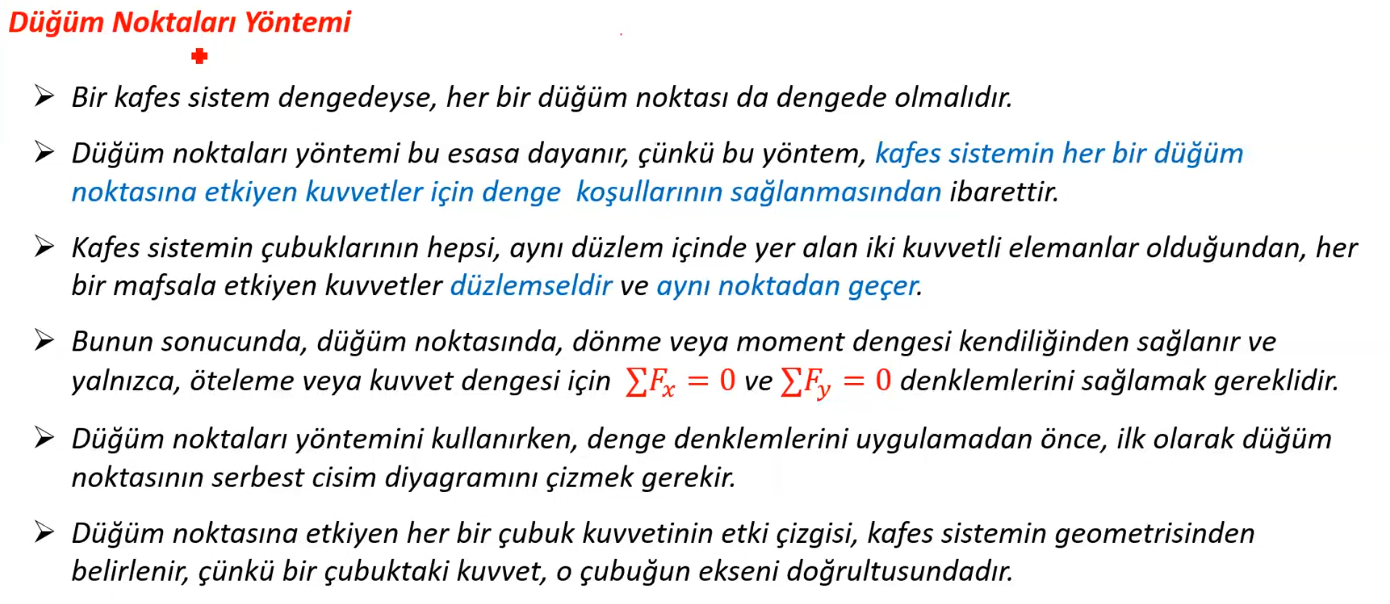 Düğüm Noktaları Yöntemi
➢ Bir kafes sistem dengedeyse, her bir düğüm noktası da dengede olmalıdır.
➢ Düğüm noktaları yöntemi bu esasa dayanır, çünkü bu yöntem, kafes sistemin her bir düğüm
noktasına etkiyen kuvvetler için denge koşullarının sağlanmasından ibarettir.
➢ Kafes sistemin çubuklarının hepsi, aynı düzlem içinde yer alan iki kuvvetli elemanlar olduğundan, her
bir mafsala etkiyen kuvvetler düzlemseldir ve aynı noktadan geçer.
➢ Bunun sonucunda, düğüm noktasında, dönme veya moment dengesi kendiliğinden sağlanır ve
yalnızca, öteleme veya kuvvet dengesi için ∑Fₓ = 0 ve ∑F_y = 0 denklemlerini sağlamak gereklidir.
➢ Düğüm noktaları yöntemini kullanırken, denge denklemlerini uygulamadan önce, ilk olarak düğüm
noktasının serbest cisim diyagramını çizmek gerekir.
➢ Düğüm noktasına etkiyen her bir çubuk kuvvetinin etki çizgisi, kafes sistemin geometrisinden
belirlenir, çünkü bir çubuktaki kuvvet, o çubuğun ekseni doğrultusundadır.